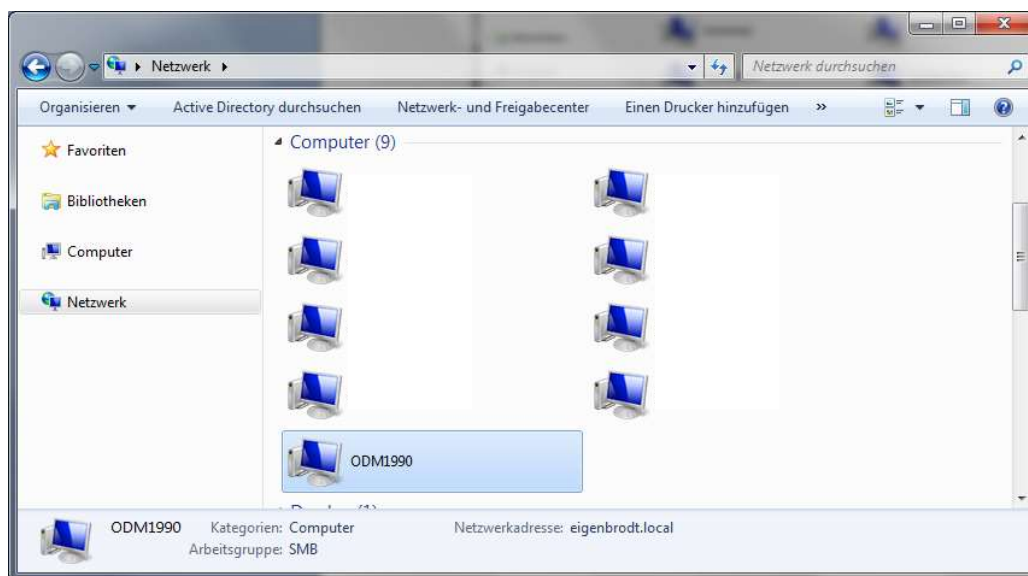 Netzwerk
Netzwerk durchsuchen
Organisieren Active Directory durchsuchen Netzwerk- und Freigabecenter Einen Drucker hinzufügen »
Favoriten
Bibliotheken
Computer
Netzwerk
Computer (9)
ODM1990
ODM1990 Kategorien: Computer Netzwerkadresse: eigenbrodt.local
Arbeitsgruppe: SMB